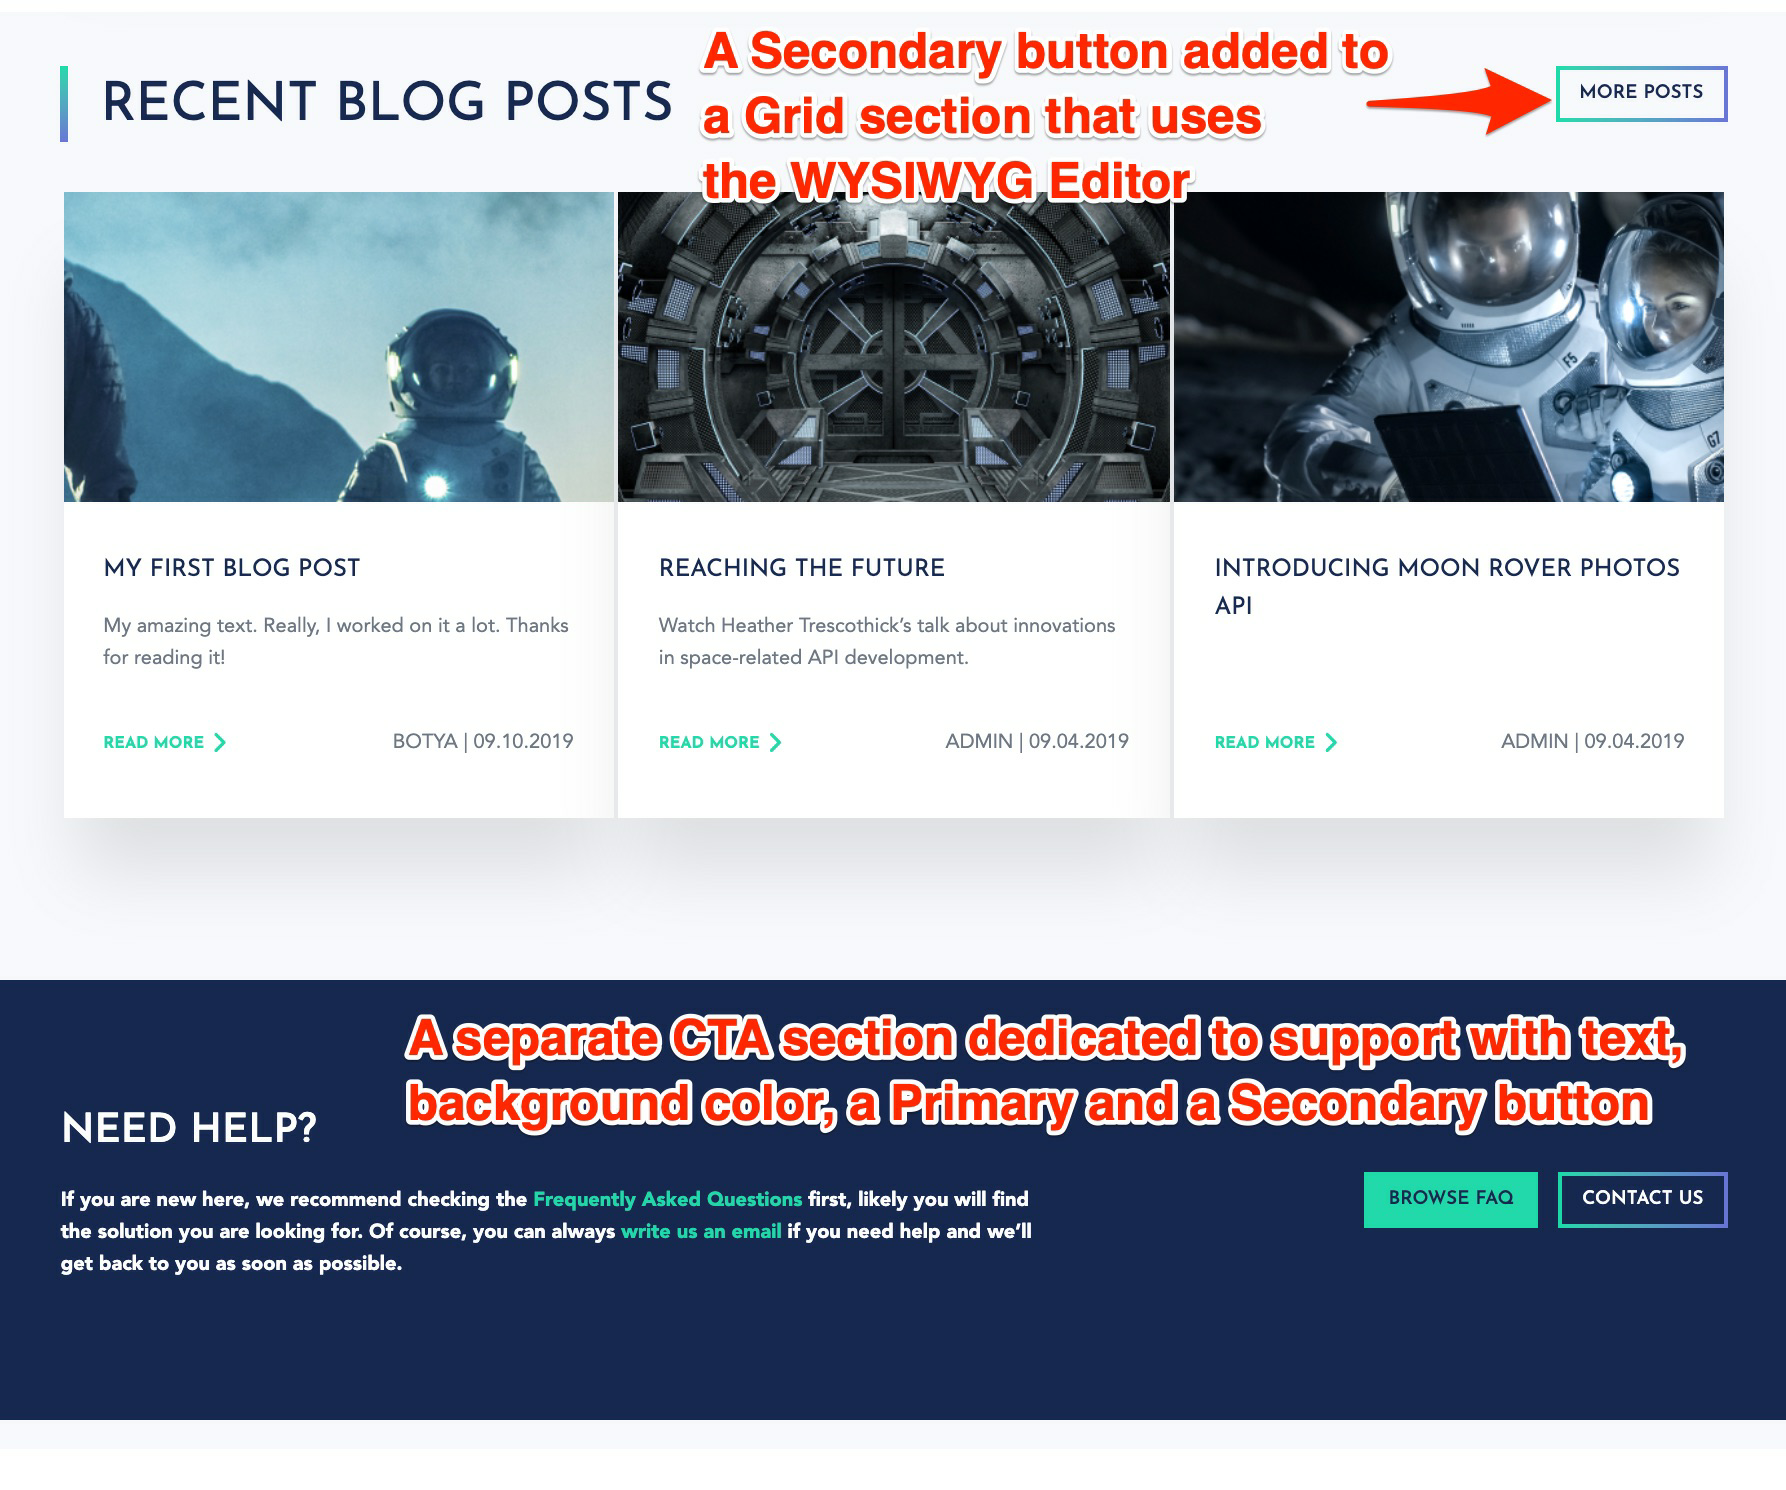 A Secondary button added to
a Grid section that uses
the WYSIWYG Editor
RECENT BLOG POSTS
MORE POSTS
F5
G7
MY FIRST BLOG POST
My amazing text. Really, I worked on it a lot. Thanks
for reading it!
READ MORE
BOTYA | 09.10.2019
REACHING THE FUTURE
Watch Heather Trescothick’s talk about innovations
in space-related API development.
READ MORE
ADMIN | 09.04.2019
INTRODUCING MOON ROVER PHOTOS
API
READ MORE
ADMIN | 09.04.2019
A separate CTA section dedicated to support with text,
background color, a Primary and a Secondary button
NEED HELP?
If you are new here, we recommend checking the Frequently Asked Questions first, likely you will find
the solution you are looking for. Of course, you can always write us an email if you need help and we’ll
get back to you as soon as possible.
BROWSE FAQ
CONTACT US